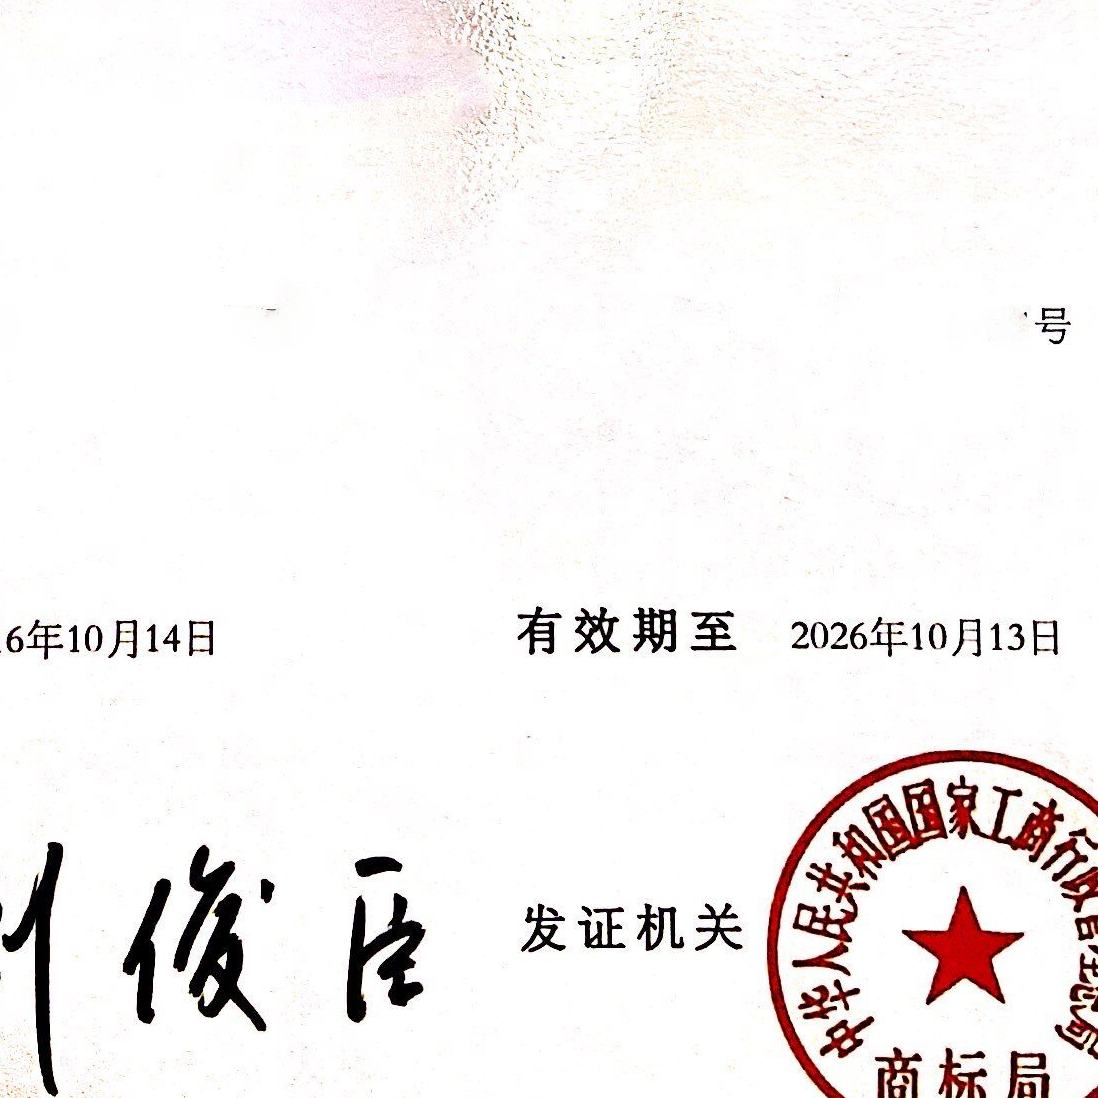 号
6年10月14日 有效期至 2026年10月13日
俊臣 发证机关
中华人民共和国国家工商行政管理总局
商标局